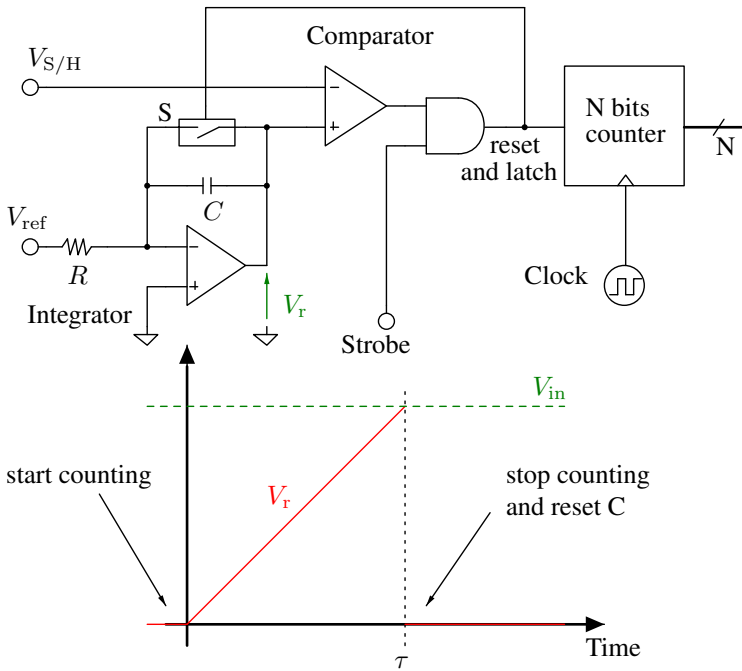 Comparator
V_S/H
S
−
+
N bits
counter
N
reset
and latch
C
V_ref
R
−
+
Integrator
V_r
Clock
Strobe
V_in
start counting
V_r
stop counting
and reset C
Time
τ